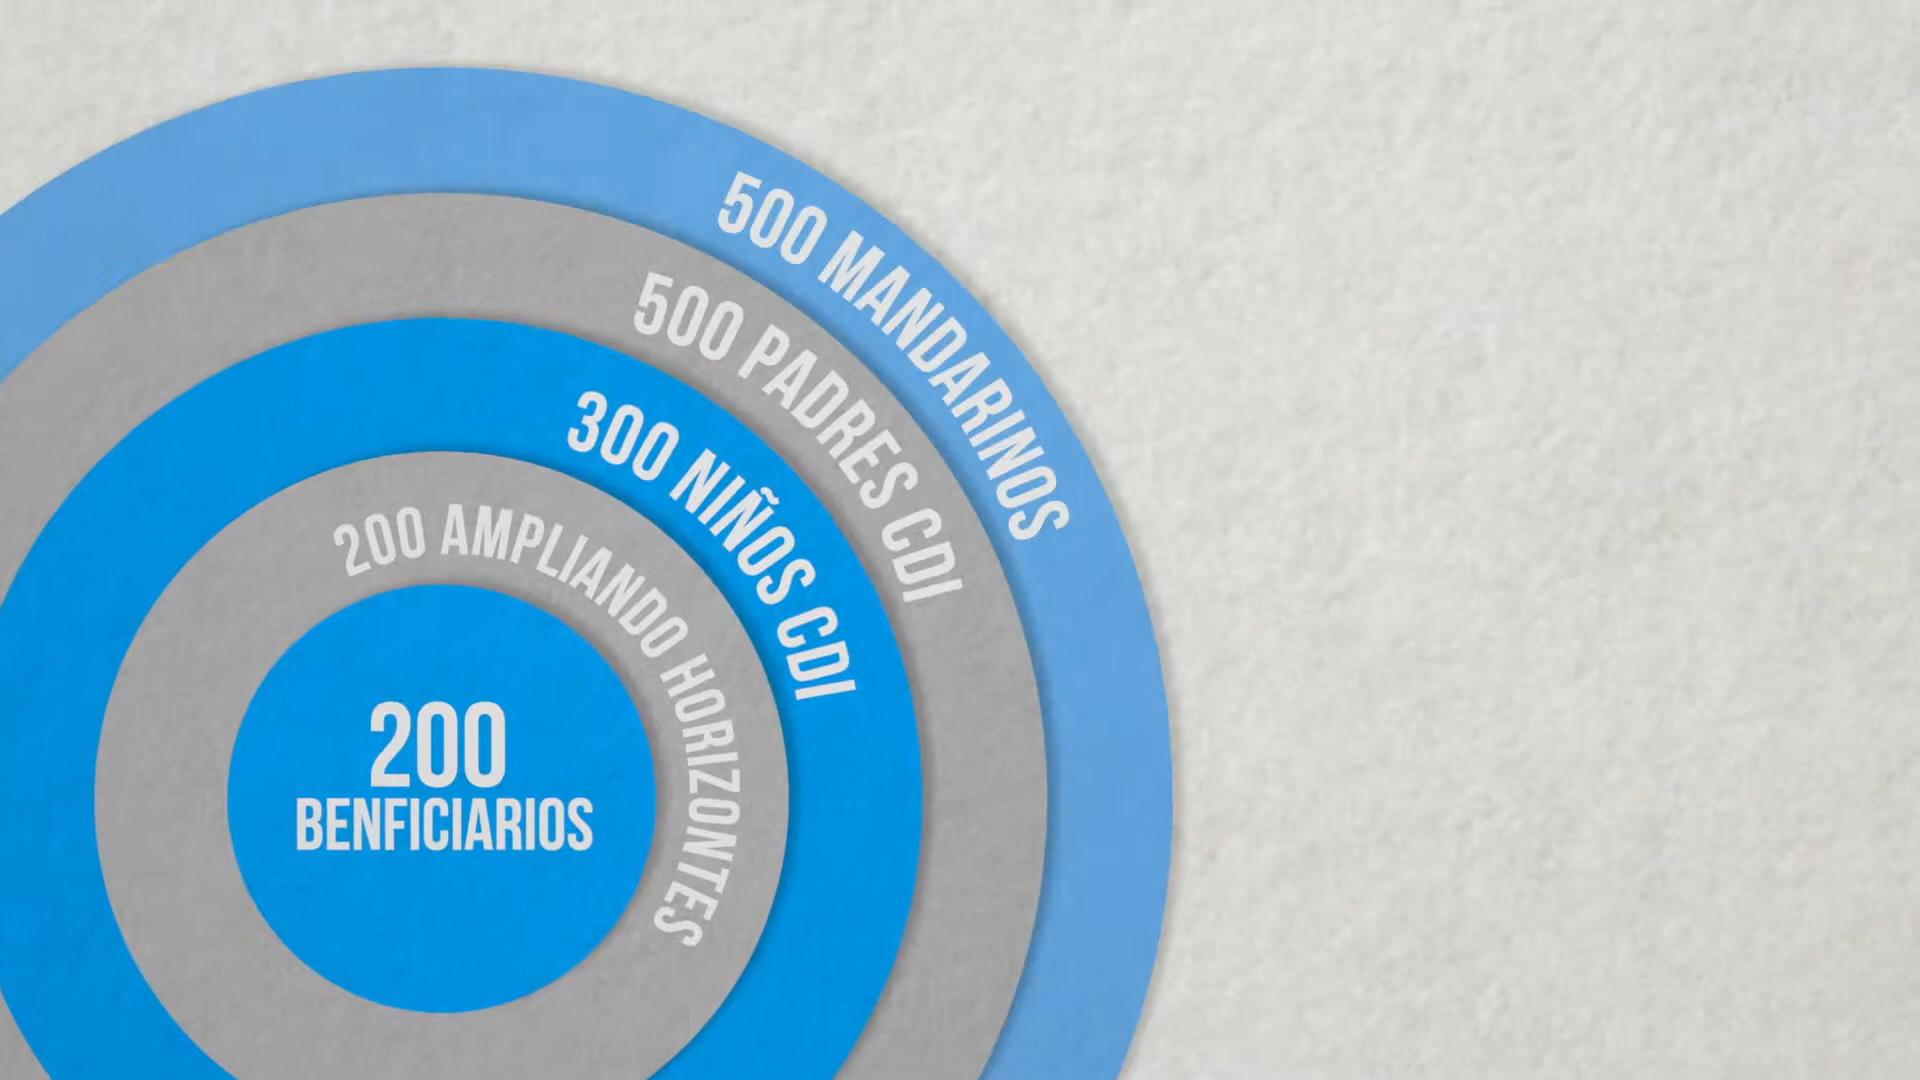 500 MANDARINOS
500 PADRES CDI
300 NIÑOS CDI
200 AMPLIANDO HORIZONTES
200
BENFICIARIOS